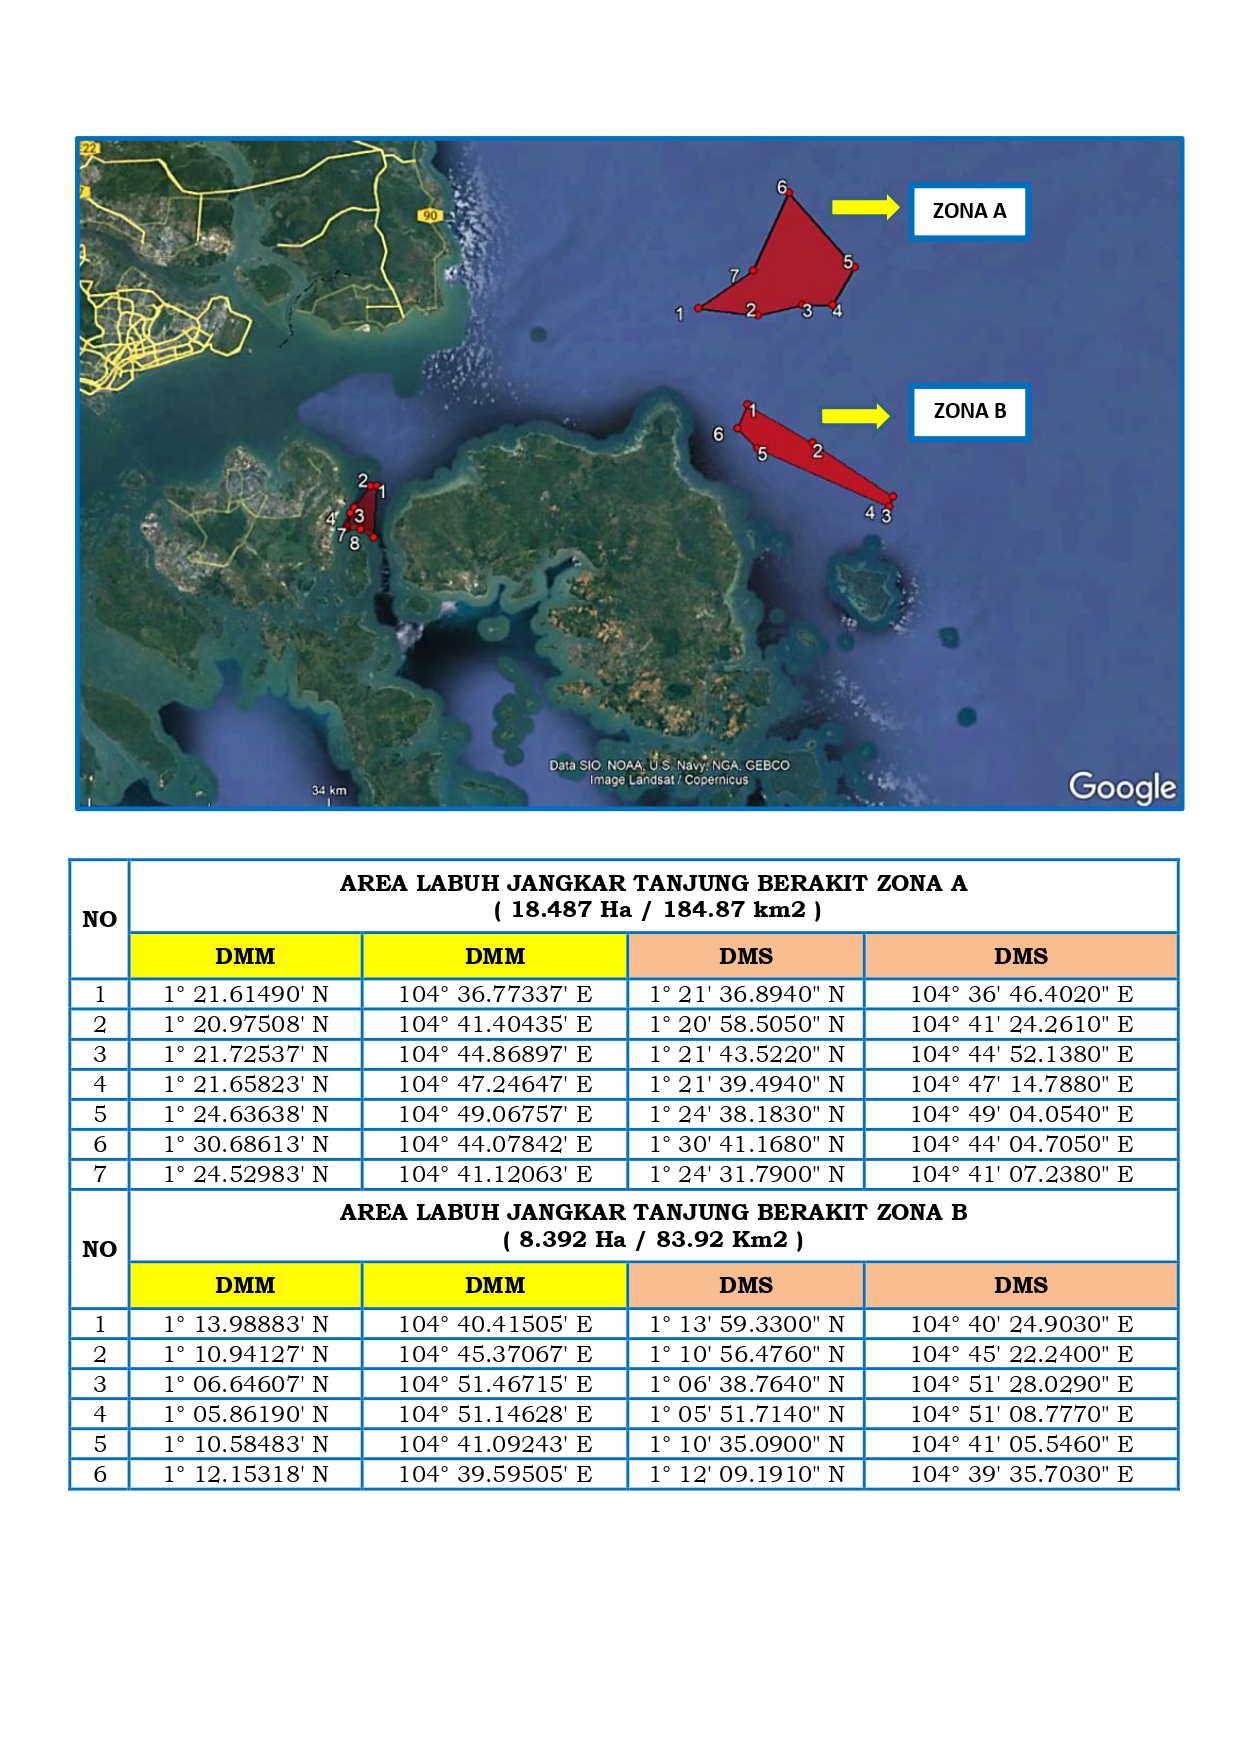 22
90
6
ZONA A
7
5
1
2
3
4
1
ZONA B
6
2
5
4
3
2
1
4
3
7
8
Data SIO, NOAA, U.S. Navy, NGA, GEBCO
Image Landsat / Copernicus
34 km
Google
NO
AREA LABUH JANGKAR TANJUNG BERAKIT ZONA A
( 18.487 Ha / 184.87 km2 )
DMM DMM DMS DMS
1 1° 21.61490' N 104° 36.77337' E 1° 21' 36.8940" N 104° 36' 46.4020" E
2 1° 20.97508' N 104° 41.40435' E 1° 20' 58.5050" N 104° 41' 24.2610" E
3 1° 21.72537' N 104° 44.86897' E 1° 21' 43.5220" N 104° 44' 52.1380" E
4 1° 21.65823' N 104° 47.24647' E 1° 21' 39.4940" N 104° 47' 14.7880" E
5 1° 24.63638' N 104° 49.06757' E 1° 24' 38.1830" N 104° 49' 04.0540" E
6 1° 30.68613' N 104° 44.07842' E 1° 30' 41.1680" N 104° 44' 04.7050" E
7 1° 24.52983' N 104° 41.12063' E 1° 24' 31.7900" N 104° 41' 07.2380" E
NO
AREA LABUH JANGKAR TANJUNG BERAKIT ZONA B
( 8.392 Ha / 83.92 Km2 )
DMM DMM DMS DMS
1 1° 13.98883' N 104° 40.41505' E 1° 13' 59.3300" N 104° 40' 24.9030" E
2 1° 10.94127' N 104° 45.37067' E 1° 10' 56.4760" N 104° 45' 22.2400" E
3 1° 06.64607' N 104° 51.46715' E 1° 06' 38.7640" N 104° 51' 28.0290" E
4 1° 05.86190' N 104° 51.14628' E 1° 05' 51.7140" N 104° 51' 08.7770" E
5 1° 10.58483' N 104° 41.09243' E 1° 10' 35.0900" N 104° 41' 05.5460" E
6 1° 12.15318' N 104° 39.59505' E 1° 12' 09.1910" N 104° 39' 35.7030" E